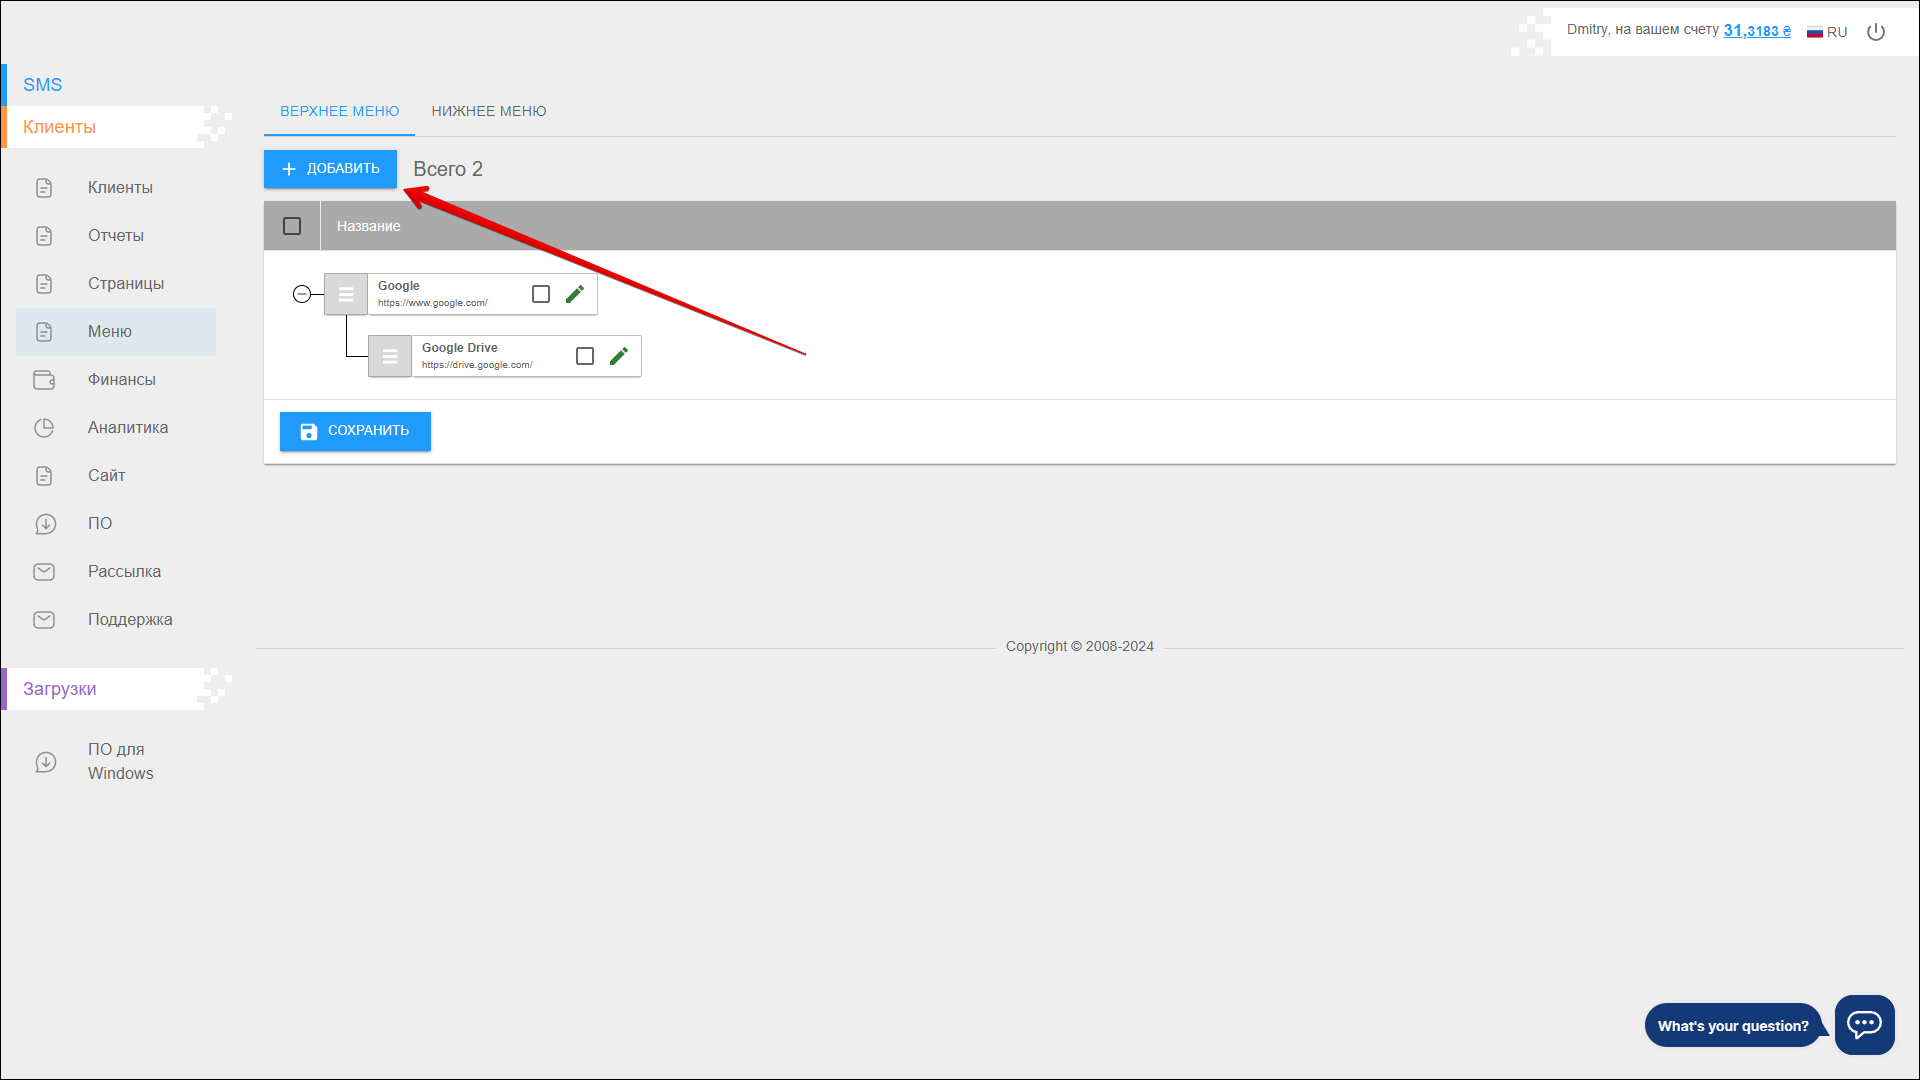 Dmitry, на вашем счету 31,3183 ₴ RU
SMS
Клиенты
Клиенты
Отчеты
Страницы
Меню
Финансы
Аналитика
Сайт
ПО
Рассылка
Поддержка
Загрузки
ПО для
Windows
ВЕРХНЕЕ МЕНЮ НИЖНЕЕ МЕНЮ
ДОБАВИТЬ Всего 2
Название
Google
https://www.google.com/
Google Drive
https://drive.google.com/
СОХРАНИТЬ
Copyright © 2008-2024
What's your question?